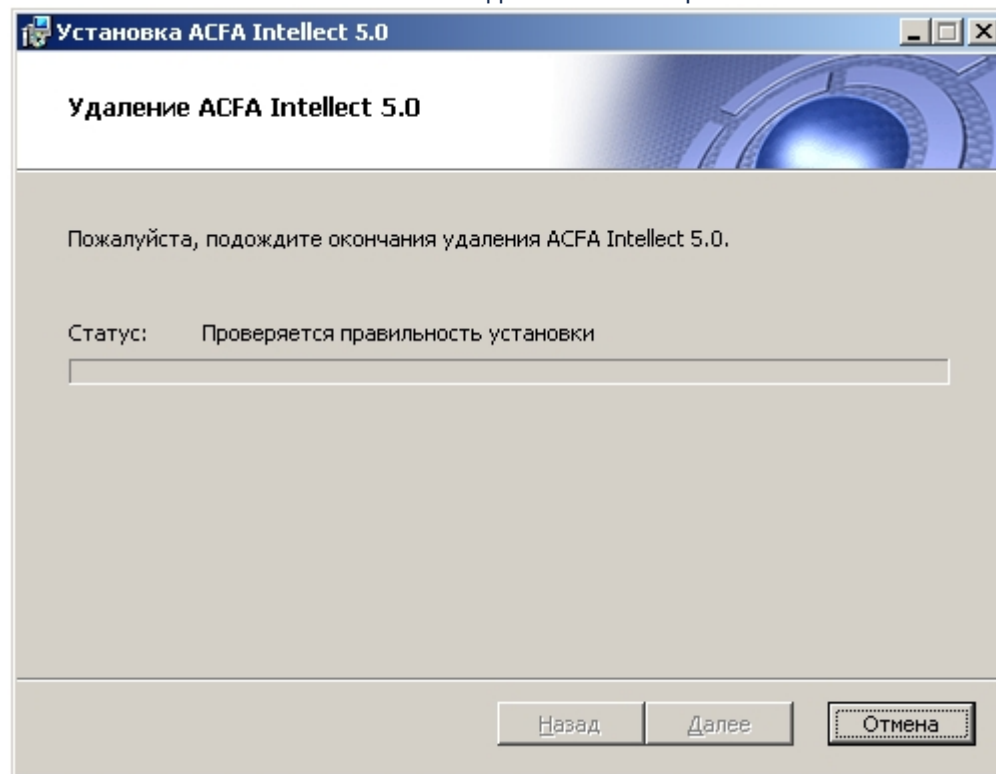 Установка ACFA Intellect 5.0
Удаление ACFA Intellect 5.0
Пожалуйста, подождите окончания удаления ACFA Intellect 5.0.
Статус: Проверяется правильность установки
Назад Далее Отмена